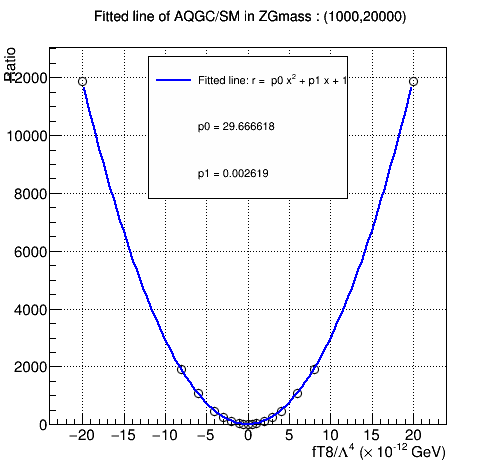 Fitted line of AQGC/SM in ZGmass : (1000,20000)
Ratio
Fitted line: r = p0 x² + p1 x + 1
p0 = 29.666618
p1 = 0.002619
12000
10000
8000
6000
4000
2000
0
−20 −15 −10 −5 0 5 10 15 20
fT8/Λ⁴ (× 10⁻¹² GeV)